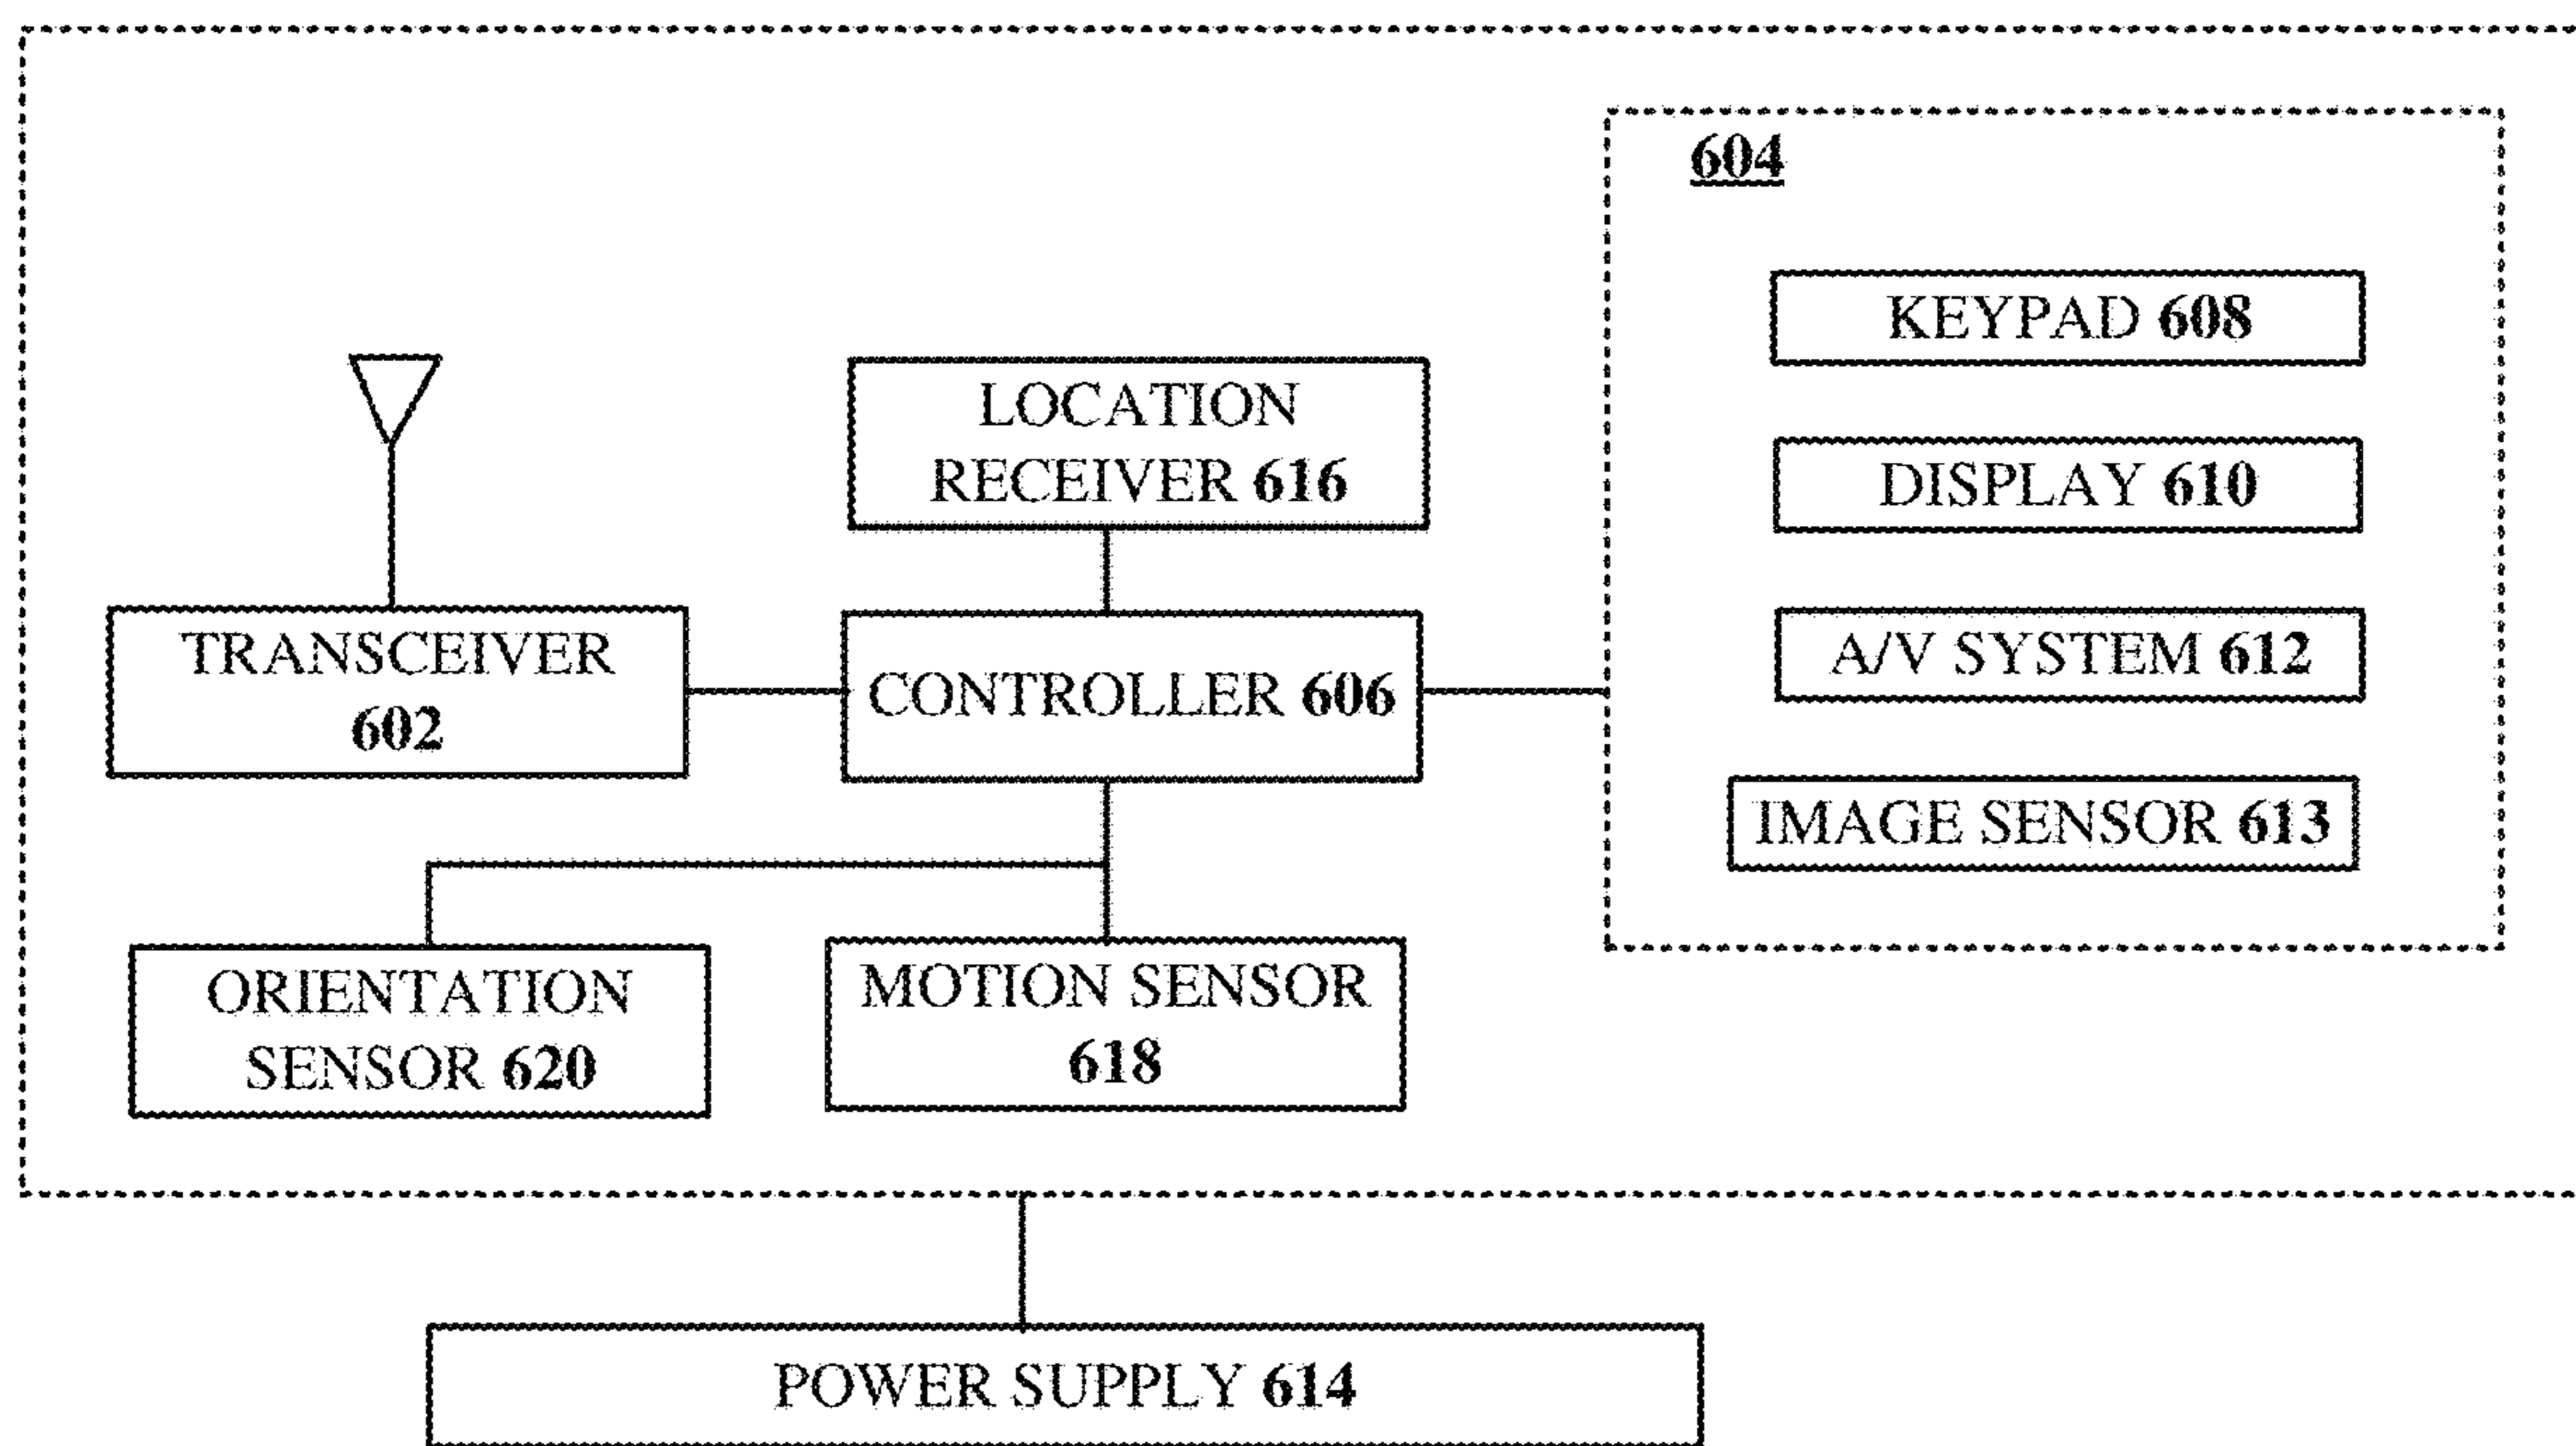 604
KEYPAD 608
DISPLAY 610
A/V SYSTEM 612
IMAGE SENSOR 613
LOCATION
RECEIVER 616
TRANSCEIVER
602
CONTROLLER 606
ORIENTATION
SENSOR 620
MOTION SENSOR
618
POWER SUPPLY 614